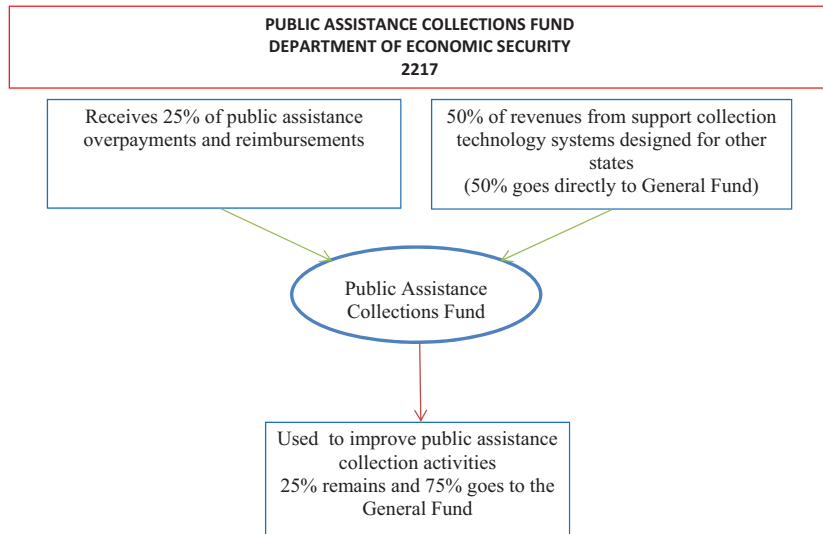 PUBLIC ASSISTANCE COLLECTIONS FUND
DEPARTMENT OF ECONOMIC SECURITY
2217
Receives 25% of public assistance
overpayments and reimbursements
50% of revenues from support collection
technology systems designed for other
states
(50% goes directly to General Fund)
Public Assistance
Collections Fund
Used to improve public assistance
collection activities
25% remains and 75% goes to the
General Fund